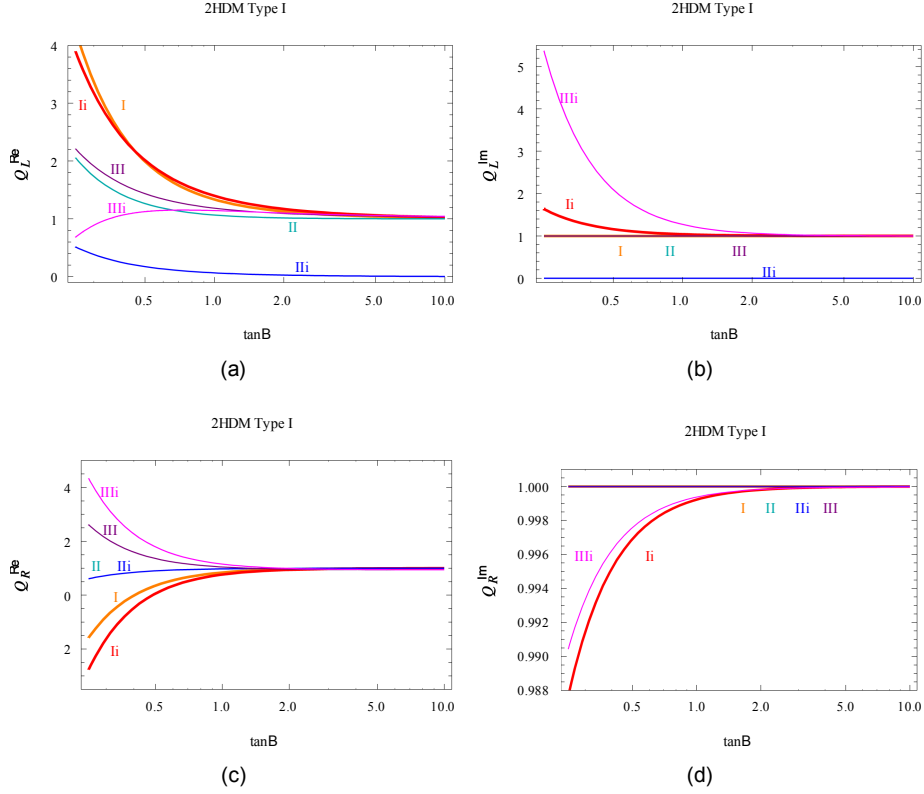 2HDM Type I
4
3
2
1
0
Q_L^Re
Ii
I
III
IIIi
II
IIi
0.5
1.0
2.0
5.0
10.0
tanB
(a)
2HDM Type I
5
4
3
2
1
0
Q_L^Im
IIIi
Ii
I
II
III
IIi
0.5
1.0
2.0
5.0
10.0
tanB
(b)
2HDM Type I
4
2
0
2
Q_R^Re
IIIi
III
II
IIi
I
Ii
0.5
1.0
2.0
5.0
10.0
tanB
(c)
2HDM Type I
1.000
0.998
0.996
0.994
0.992
0.990
0.988
Q_R^Im
I
II
IIi
III
IIIi
Ii
0.5
1.0
2.0
5.0
10.0
tanB
(d)